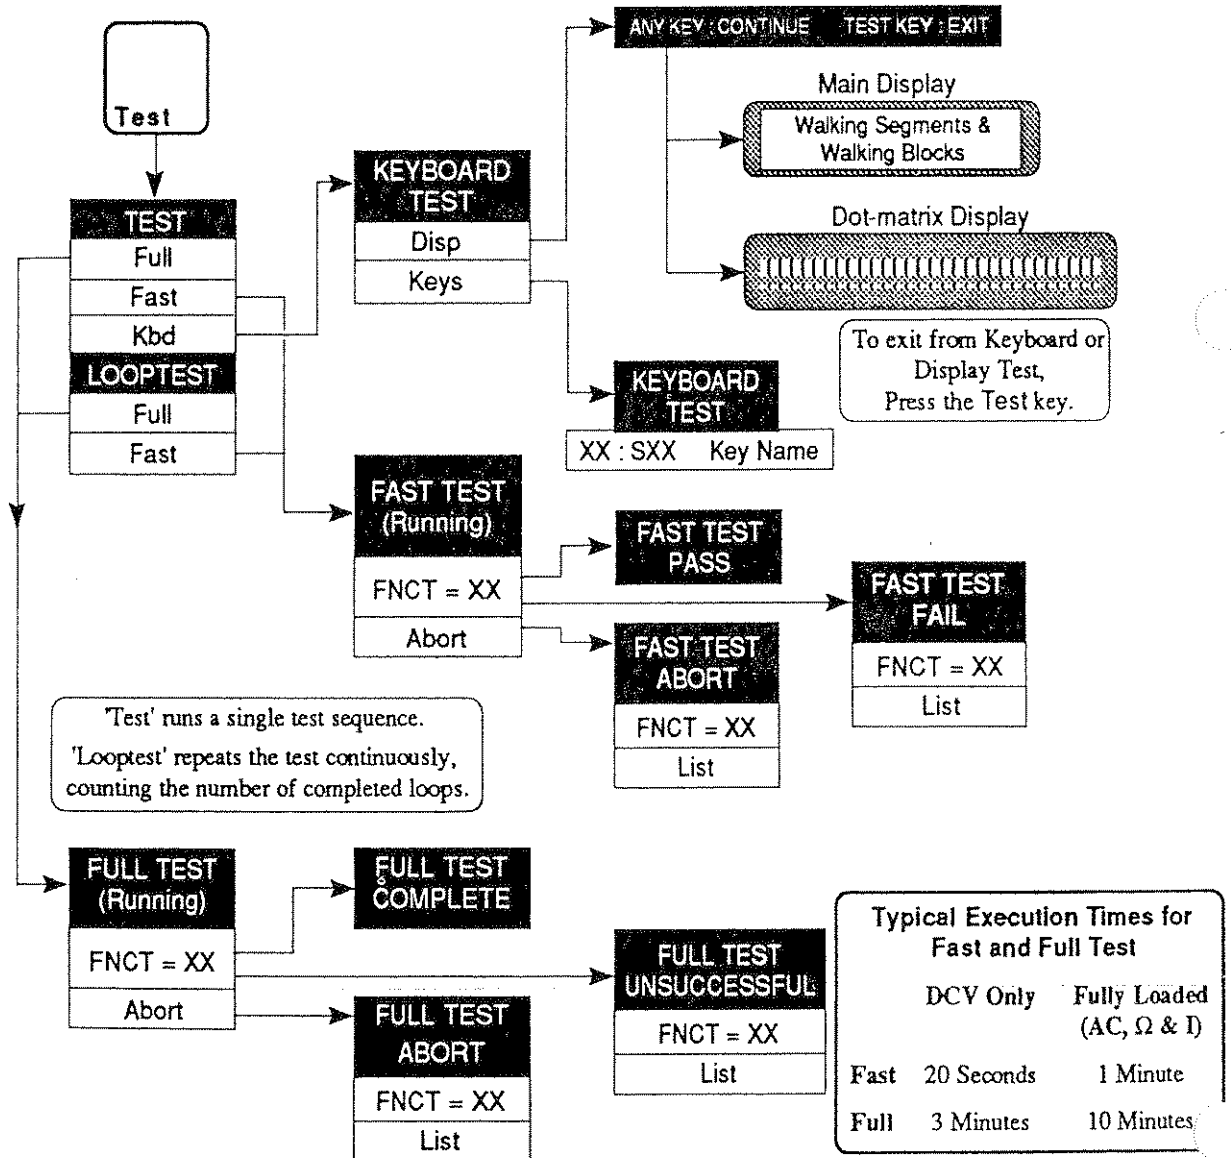 Test
TEST
Full
Fast
Kbd
LOOPTEST
Full
Fast
KEYBOARD
TEST
Disp
Keys
ANY KEY : CONTINUE TEST KEY : EXIT
Main Display
Walking Segments &
Walking Blocks
Dot-matrix Display
To exit from Keyboard or
Display Test,
Press the Test key.
KEYBOARD
TEST
XX : SXX Key Name
FAST TEST
(Running)
FNCT = XX
Abort
FAST TEST
PASS
FAST TEST
FAIL
FNCT = XX
List
FAST TEST
ABORT
FNCT = XX
List
'Test' runs a single test sequence.
'Looptest' repeats the test continuously,
counting the number of completed loops.
FULL TEST
(Running)
FNCT = XX
Abort
FULL TEST
COMPLETE
FULL TEST
UNSUCCESSFUL
FNCT = XX
List
FULL TEST
ABORT
FNCT = XX
List
Typical Execution Times for
Fast and Full Test
DCV Only Fully Loaded
(AC, Ω & I)
Fast 20 Seconds 1 Minute
Full 3 Minutes 10 Minutes